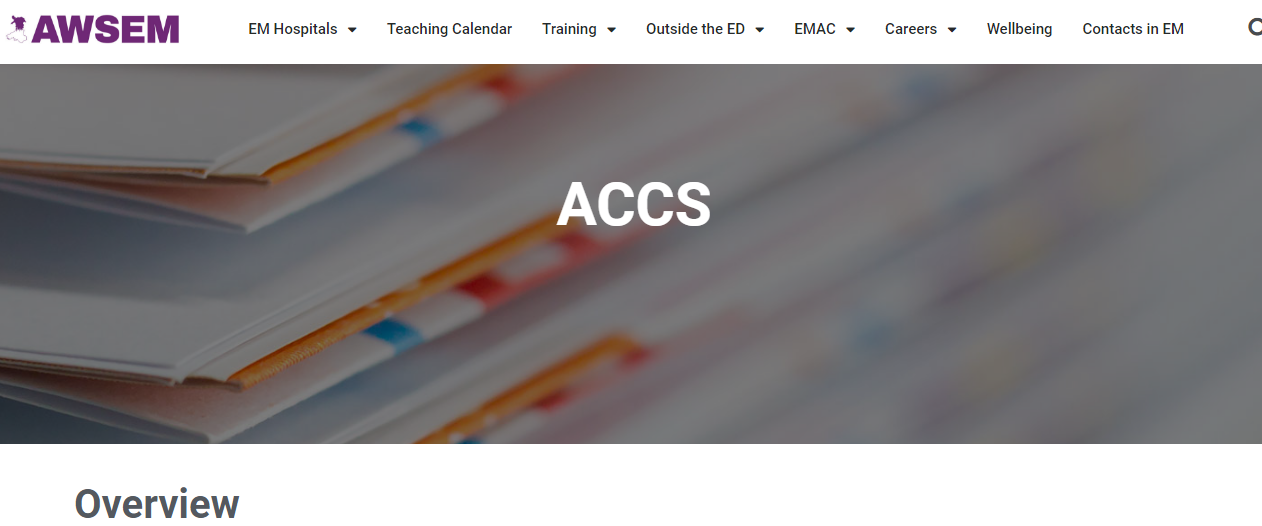 AWSEM EM Hospitals Teaching Calendar Training Outside the ED EMAC Careers Wellbeing Contacts in EM
ACCS
Overview